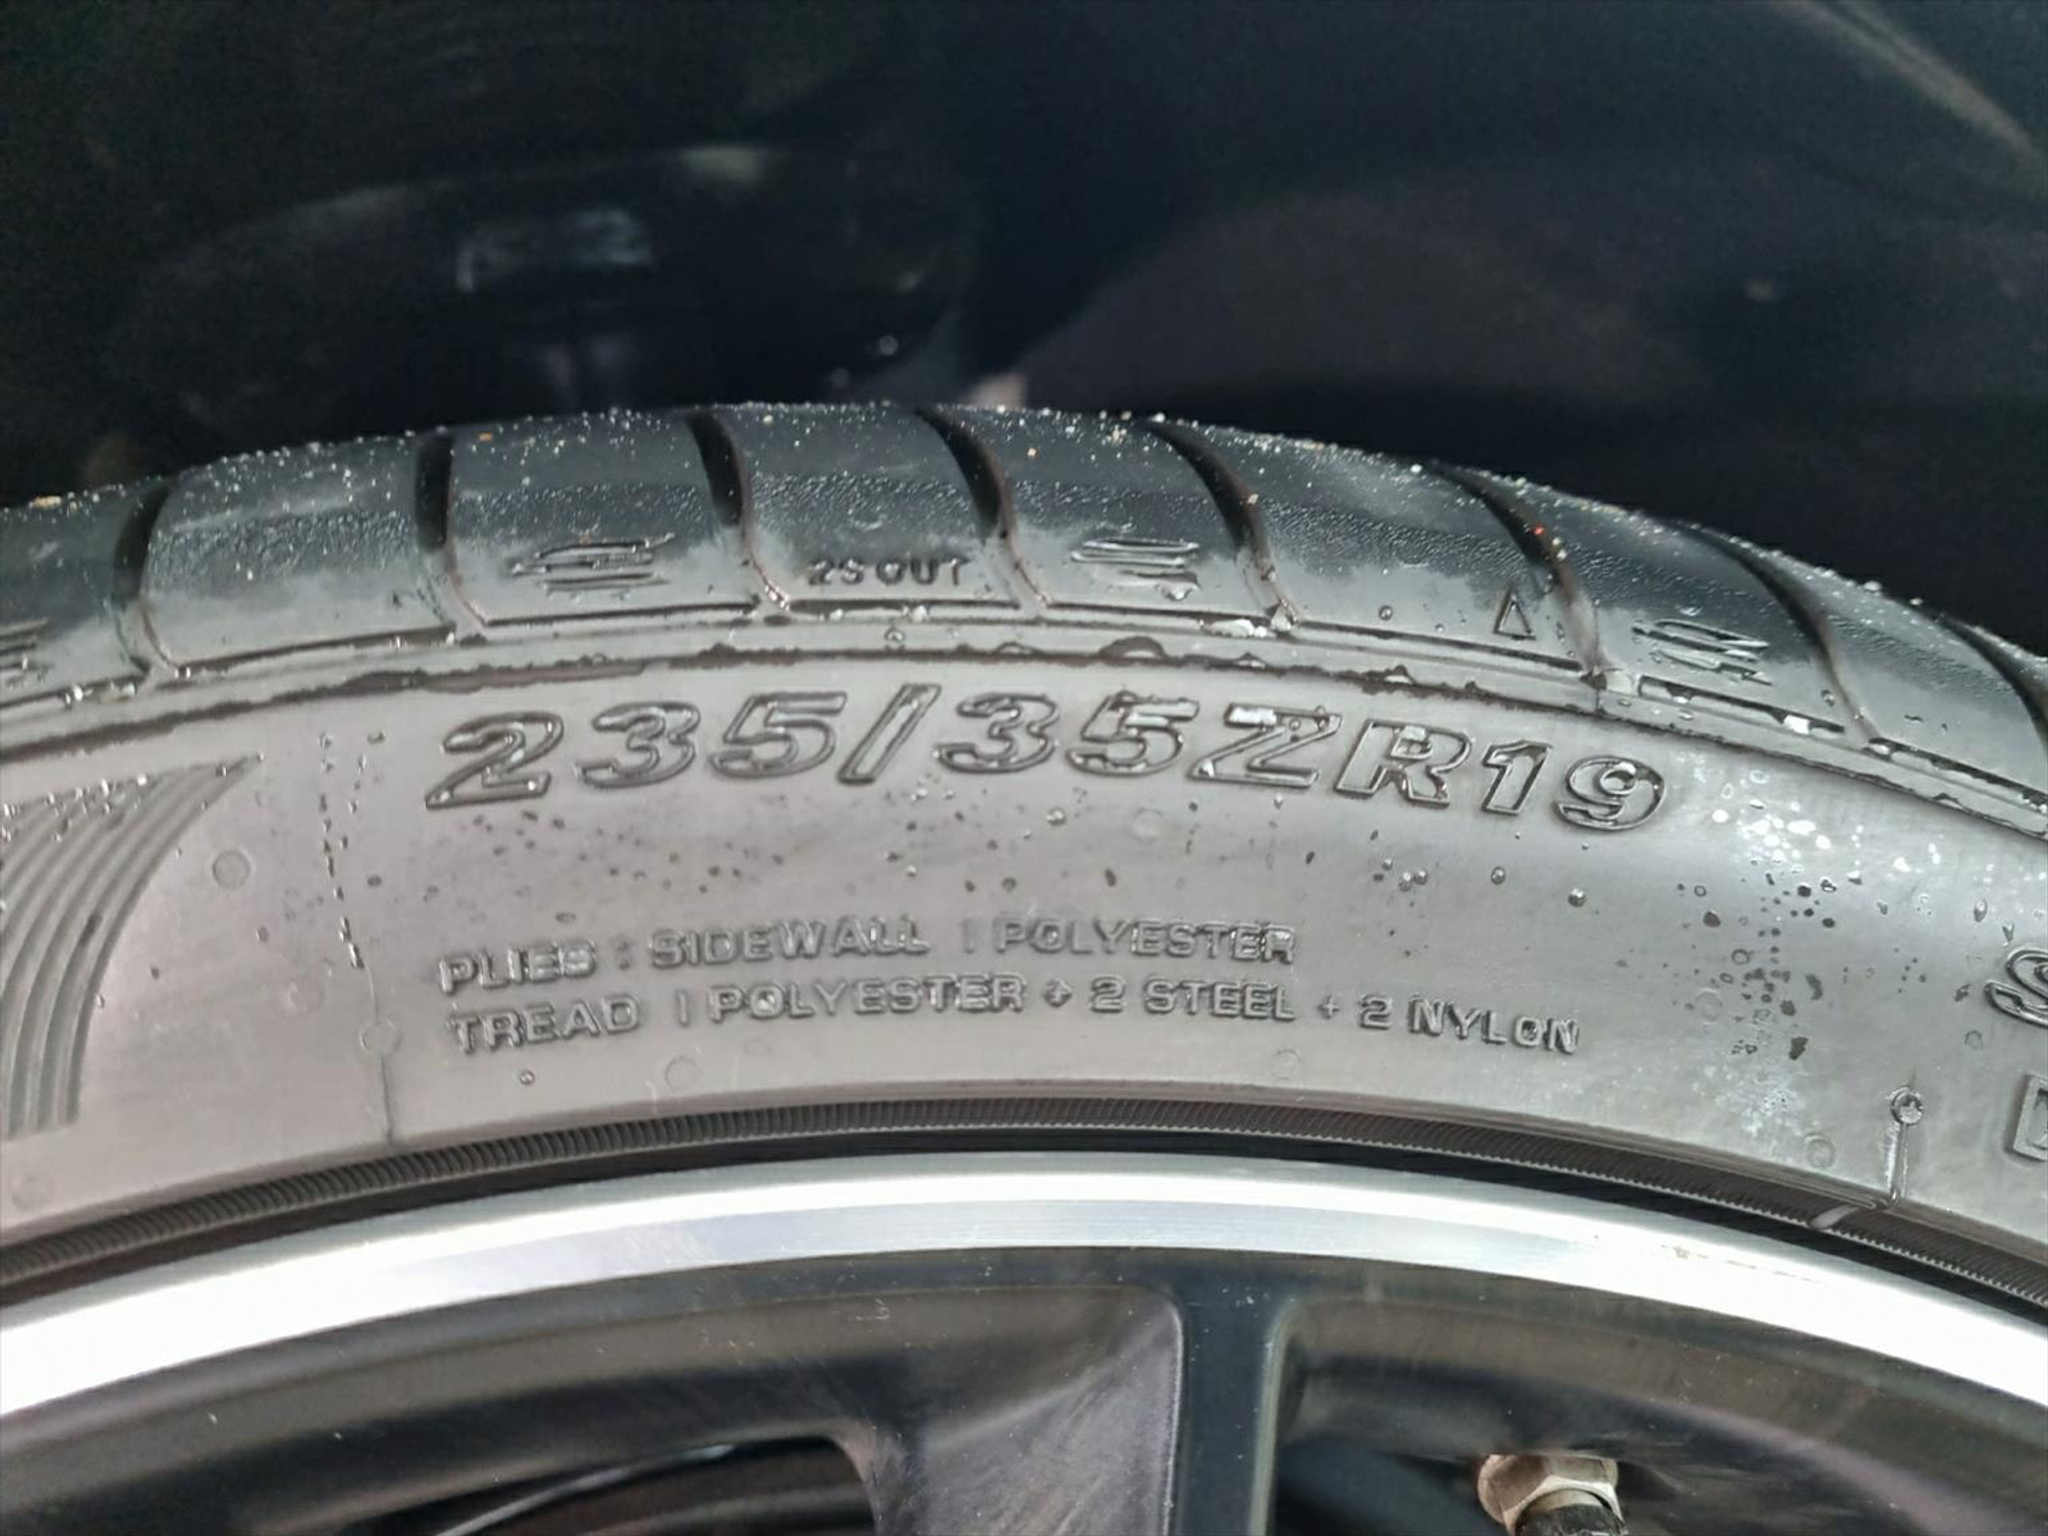 2S OUT
235/35ZR19
PLIES : SIDEWALL 1 POLYESTER
TREAD 1 POLYESTER + 2 STEEL + 2 NYLON